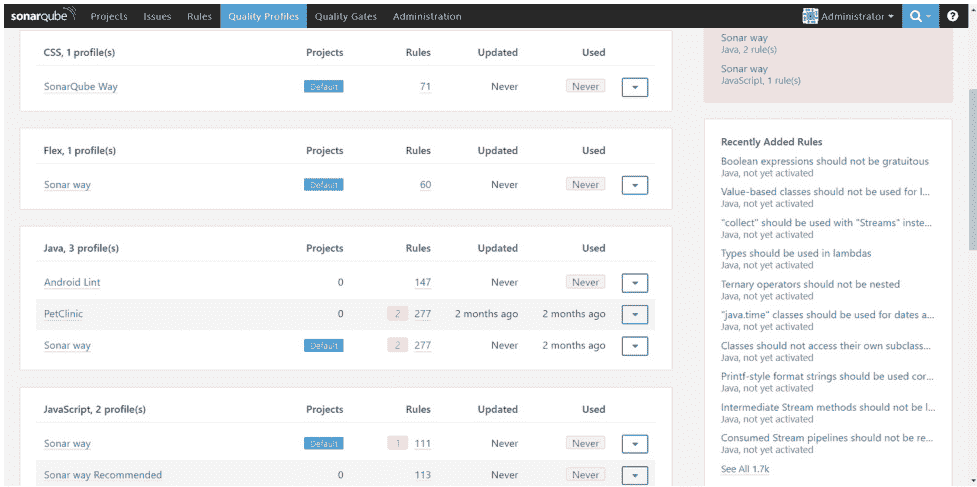 sonarqube Projects Issues Rules Quality Profiles Quality Gates Administration Administrator ?
CSS, 1 profile(s) Projects Rules Updated Used
SonarQube Way Default 71 Never Never
Flex, 1 profile(s) Projects Rules Updated Used
Sonar way Default 60 Never Never
Java, 3 profile(s) Projects Rules Updated Used
Android Lint 0 147 Never Never
PetClinic 0 2 277 2 months ago 2 months ago
Sonar way Default 2 277 Never 2 months ago
JavaScript, 2 profile(s) Projects Rules Updated Used
Sonar way Default 1 111 Never Never
Sonar way Recommended 0 113 Never Never
Sonar way
Java, 2 rule(s)
Sonar way
JavaScript, 1 rule(s)
Recently Added Rules
Boolean expressions should not be gratuitous
Java, not yet activated
Value-based classes should not be used for l...
Java, not yet activated
"collect" should be used with "Streams" inste...
Java, not yet activated
Types should be used in lambdas
Java, not yet activated
Ternary operators should not be nested
Java, not yet activated
"java.time" classes should be used for dates a...
Java, not yet activated
Classes should not access their own subclass...
Java, not yet activated
Printf-style format strings should be used cor...
Java, not yet activated
Intermediate Stream methods should not be l...
Java, not yet activated
Consumed Stream pipelines should not be re...
Java, not yet activated
See All 1.7k